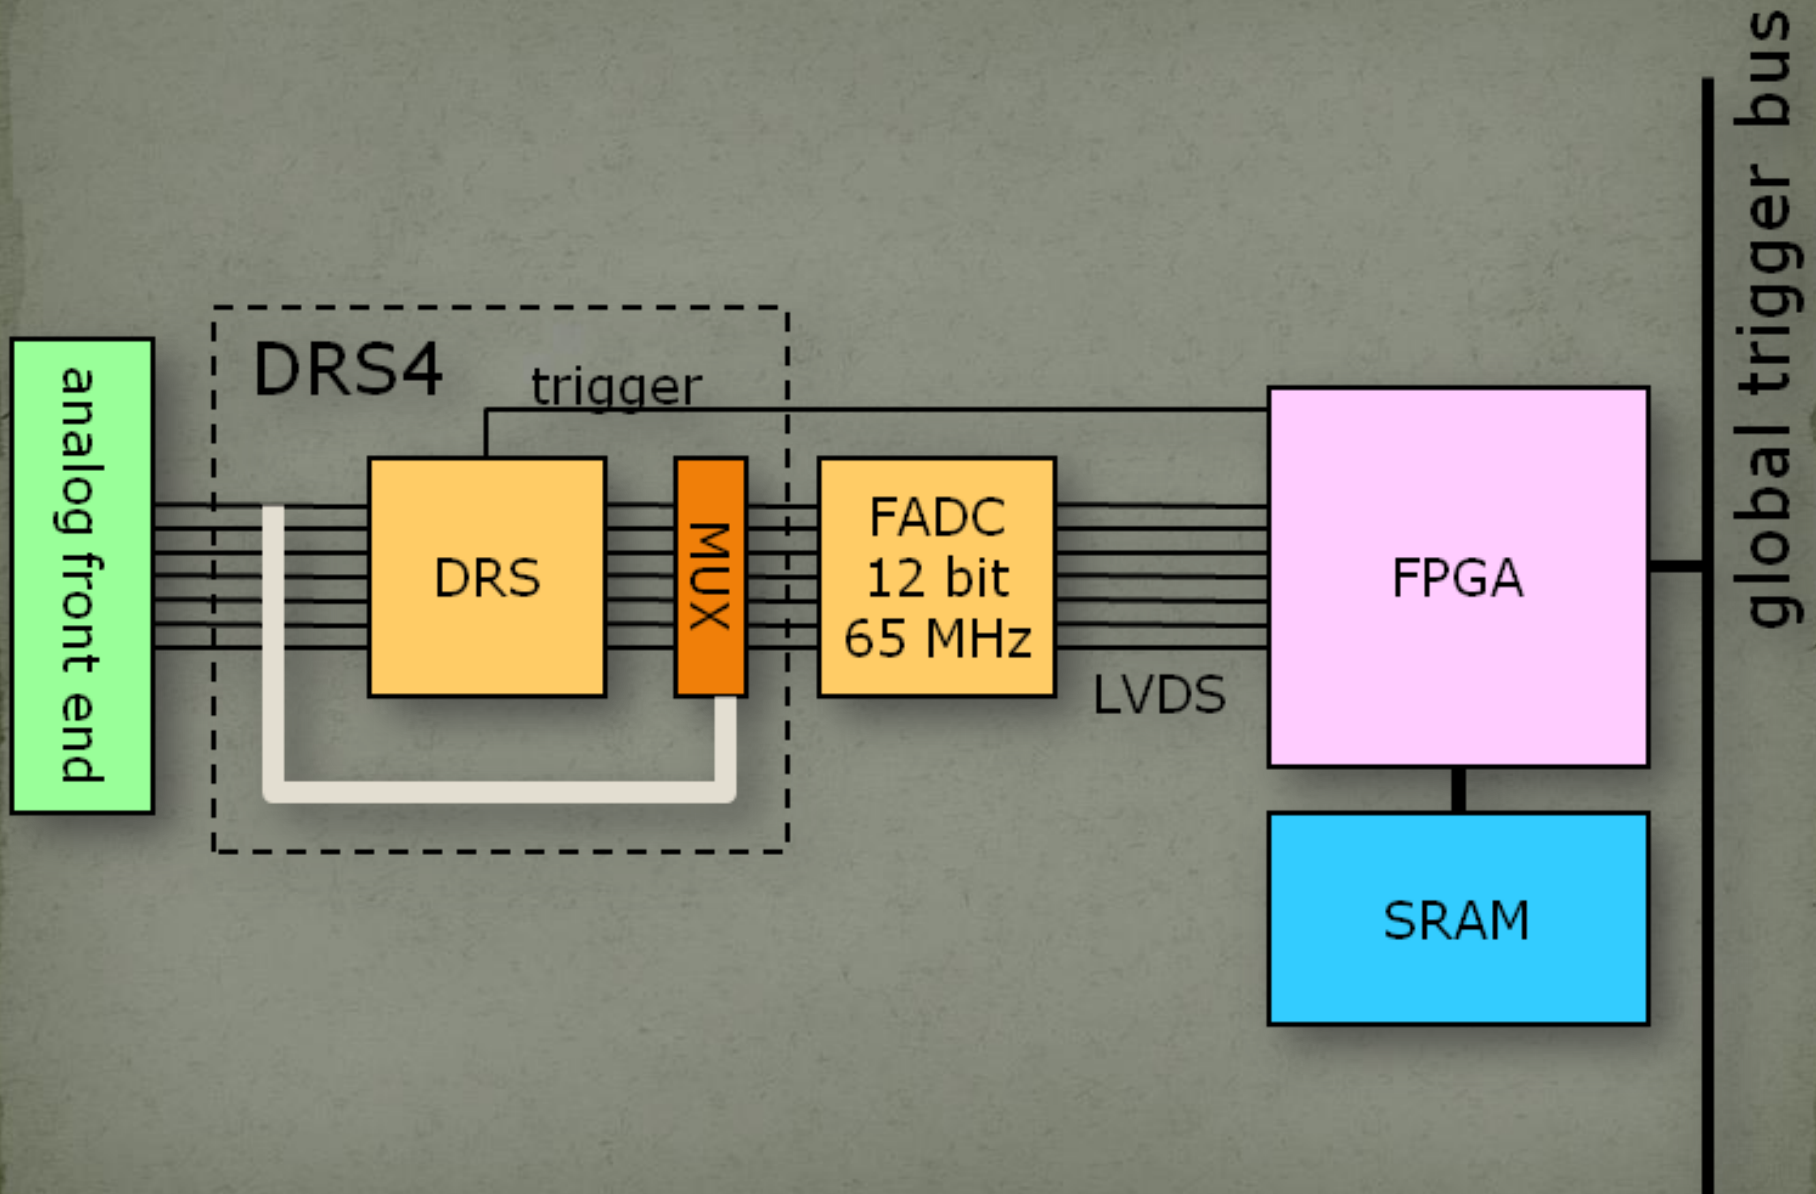 global trigger bus
DRS4
trigger
analog front end
DRS
MUX
FADC
12 bit
65 MHz
LVDS
FPGA
SRAM